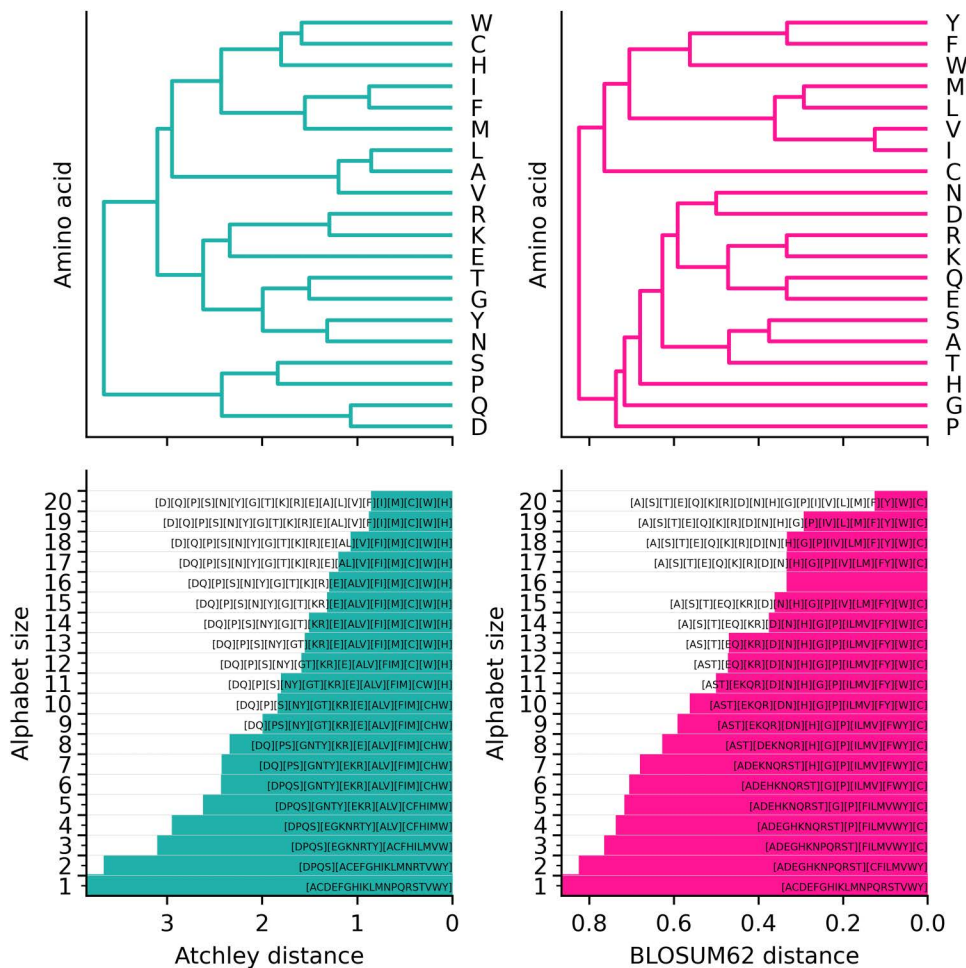 Amino acid
W
C
H
I
F
M
L
A
V
R
K
E
T
G
Y
N
S
P
Q
D
Amino acid
Y
F
W
M
L
V
I
C
N
D
R
K
Q
E
S
A
T
H
G
P
Alphabet size
20 [D][Q][P][S][N][Y][G][T][K][R][E][A][L][V][F][I][M][C][W][H]
19 [D][Q][P][S][N][Y][G][T][K][R][E][AL][V][F][I][M][C][W][H]
18 [D][Q][P][S][N][Y][G][T][K][R][E][AL][V][FI][M][C][W][H]
17 [DQ][P][S][N][Y][G][T][K][R][E][AL][V][FI][M][C][W][H]
16 [DQ][P][S][N][Y][G][T][K][R][E][ALV][FI][M][C][W][H]
15 [DQ][P][S][N][Y][G][T][KR][E][ALV][FI][M][C][W][H]
14 [DQ][P][S][NY][G][T][KR][E][ALV][FI][M][C][W][H]
13 [DQ][P][S][NY][GT][KR][E][ALV][FI][M][C][W][H]
12 [DQ][P][S][NY][GT][KR][E][ALV][FIM][C][W][H]
11 [DQ][P][S][NY][GT][KR][E][ALV][FIM][CW][H]
10 [DQ][P][S][NY][GT][KR][E][ALV][FIM][CHW]
9 [DQ][PS][NY][GT][KR][E][ALV][FIM][CHW]
8 [DQ][PS][GNTY][KR][E][ALV][FIM][CHW]
7 [DQ][PS][GNTY][EKR][ALV][FIM][CHW]
6 [DPQS][GNTY][EKR][ALV][FIM][CHW]
5 [DPQS][GNTY][EKR][ALV][CFHIMW]
4 [DPQS][EGKNRTY][ALV][CFHIMW]
3 [DPQS][EGKNRTY][ACFHILMVW]
2 [DPQS][ACEFGHIKLMNRTVWY]
1 [ACDEFGHIKLMNPQRSTVWY]
3 2 1 0
Atchley distance
Alphabet size
20 [A][S][T][E][Q][K][R][D][N][H][G][P][I][V][L][M][F][Y][W][C]
19 [A][S][T][E][Q][K][R][D][N][H][G][P][IV][L][M][F][Y][W][C]
18 [A][S][T][E][Q][K][R][D][N][H][G][P][IV][LM][F][Y][W][C]
17 [A][S][T][E][Q][K][R][D][N][H][G][P][IV][LM][FY][W][C]
16
15 [A][S][T][EQ][KR][D][N][H][G][P][IV][LM][FY][W][C]
14 [A][S][T][EQ][KR][D][N][H][G][P][ILMV][FY][W][C]
13 [AS][T][EQ][KR][D][N][H][G][P][ILMV][FY][W][C]
12 [AST][EQ][KR][D][N][H][G][P][ILMV][FY][W][C]
11 [AST][EKQR][D][N][H][G][P][ILMV][FY][W][C]
10 [AST][EKQR][DN][H][G][P][ILMV][FY][W][C]
9 [AST][EKQR][DN][H][G][P][ILMV][FWY][C]
8 [AST][DEKNQR][H][G][P][ILMV][FWY][C]
7 [ADEKNQRST][H][G][P][ILMV][FWY][C]
6 [ADEHKNQRST][G][P][ILMV][FWY][C]
5 [ADEHKNQRST][G][P][FILMVWY][C]
4 [ADEGHKNQRST][P][FILMVWY][C]
3 [ADEGHKNPQRST][FILMVWY][C]
2 [ADEGHKNPQRST][CFILMVWY]
1 [ACDEFGHIKLMNPQRSTVWY]
0.8 0.6 0.4 0.2 0.0
BLOSUM62 distance